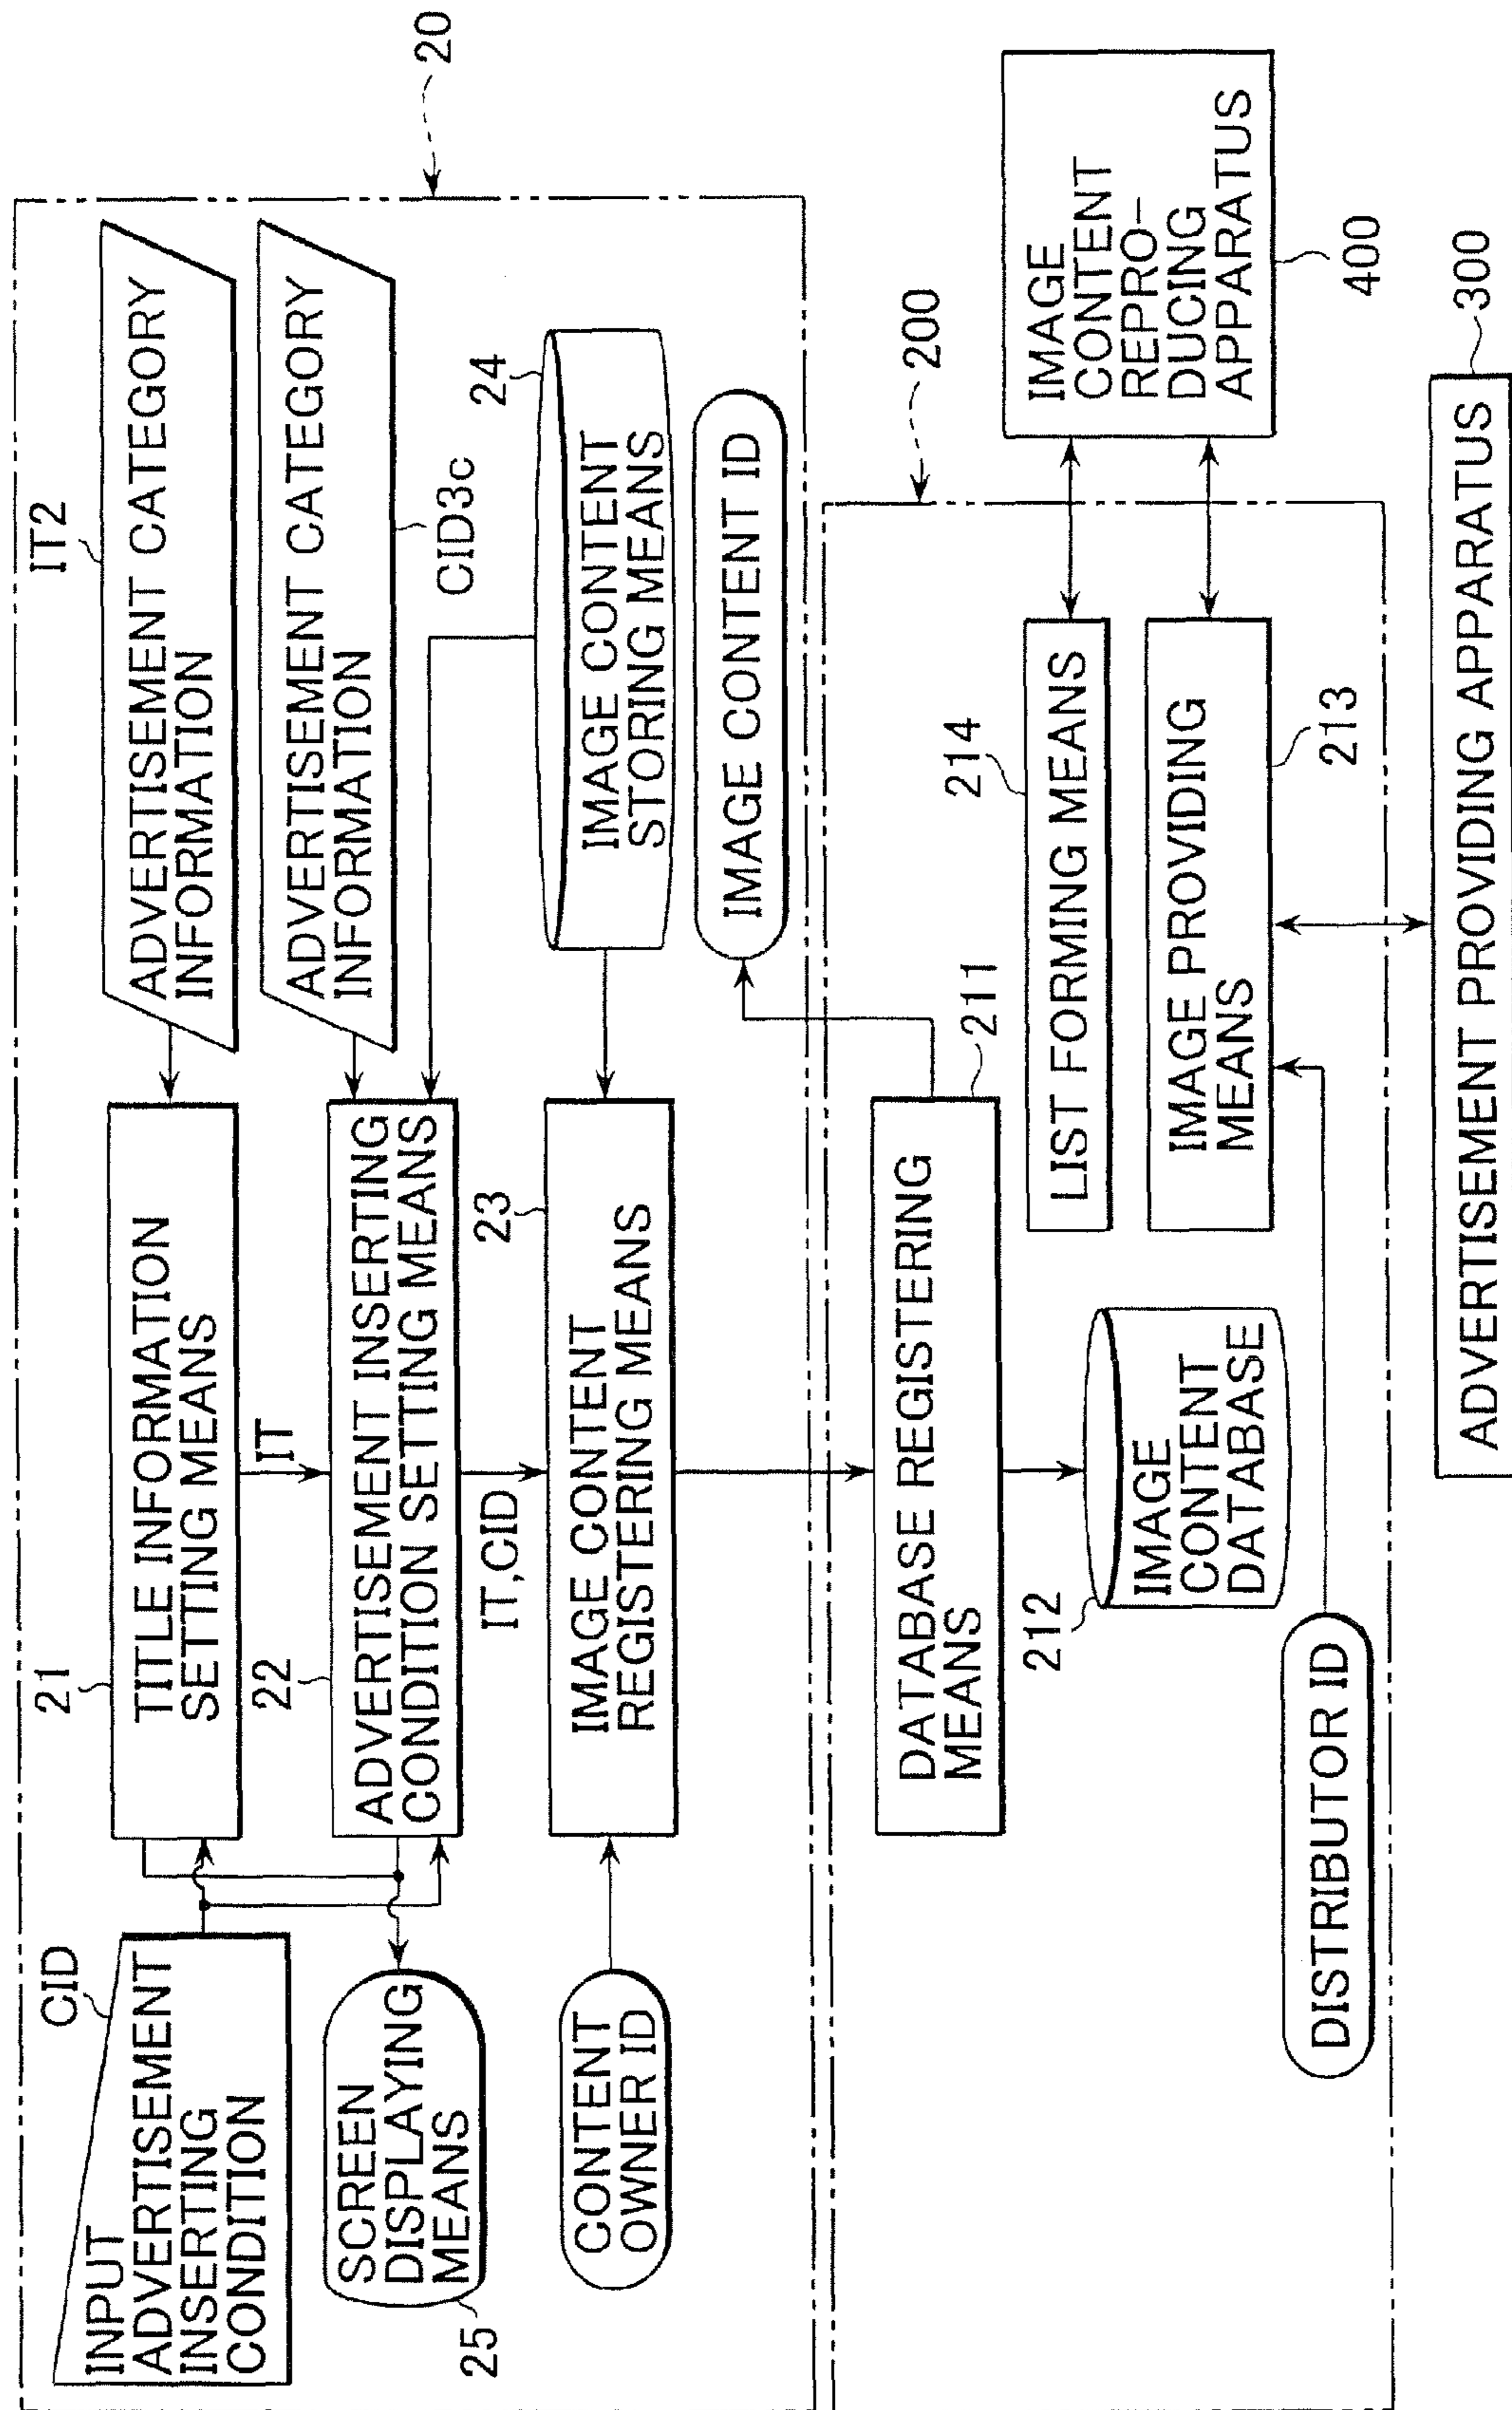 20
CID
INPUT
ADVERTISEMENT
INSERTING
CONDITION
21
TITLE INFORMATION
SETTING MEANS
IT2
ADVERTISEMENT CATEGORY
INFORMATION
IT
22
ADVERTISEMENT INSERTING
CONDITION SETTING MEANS
ADVERTISEMENT CATEGORY
INFORMATION
CID3c
SCREEN
DISPLAYING
MEANS
25
IT,CID
23
IMAGE CONTENT
REGISTERING MEANS
24
IMAGE CONTENT
STORING MEANS
CONTENT
OWNER ID
IMAGE CONTENT ID
200
211
DATABASE REGISTERING
MEANS
212
IMAGE
CONTENT
DATABASE
214
LIST FORMING MEANS
IMAGE PROVIDING
MEANS
213
IMAGE
CONTENT
REPRO-
DUCING
APPARATUS
400
DISTRIBUTOR ID
300
ADVERTISEMENT PROVIDING APPARATUS